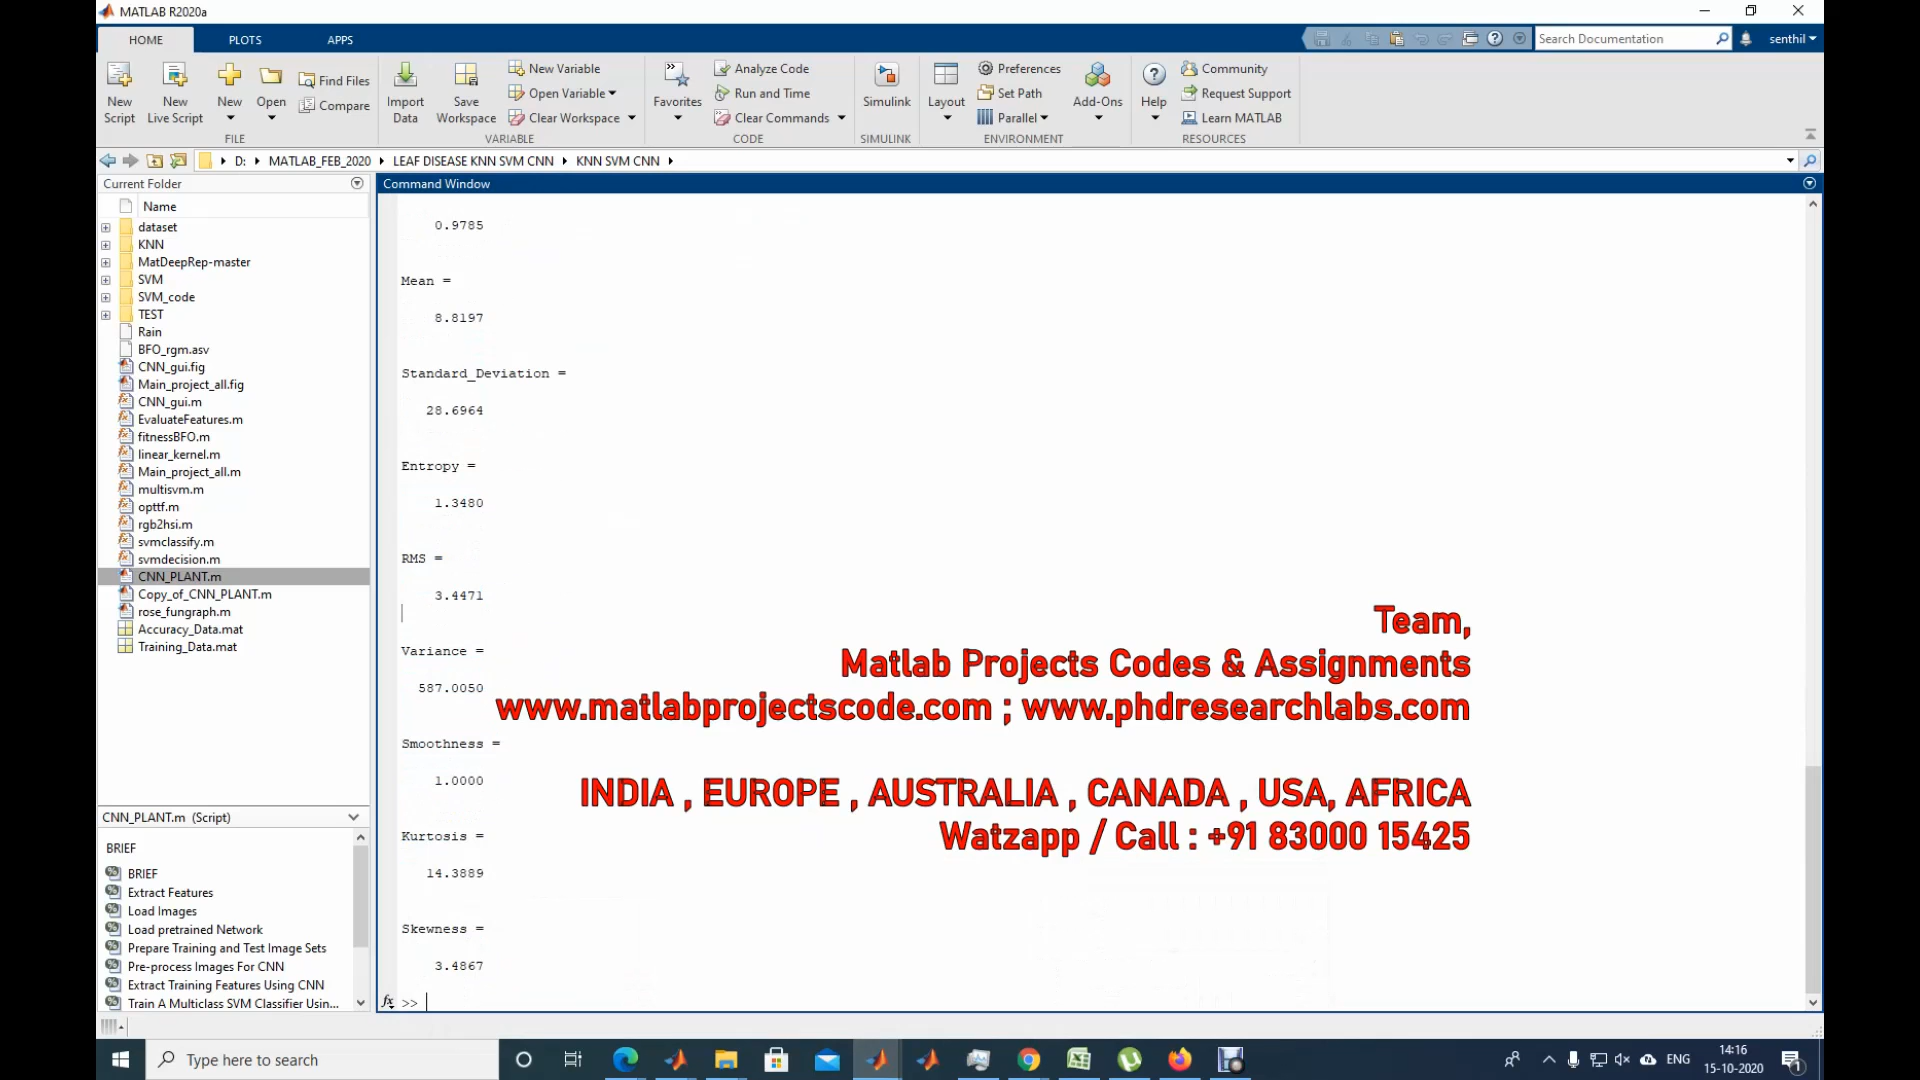 MATLAB R2020a
HOME PLOTS APPS
Search Documentation
senthil
New Script
New Live Script
New
Open
Find Files
Compare
FILE
Import Data
Save Workspace
New Variable
Open Variable
Clear Workspace
VARIABLE
Favorites
Analyze Code
Run and Time
Clear Commands
CODE
Simulink
SIMULINK
Layout
Preferences
Set Path
Parallel
Add-Ons
ENVIRONMENT
Help
Community
Request Support
Learn MATLAB
RESOURCES
D: MATLAB_FEB_2020 LEAF DISEASE KNN SVM CNN KNN SVM CNN
Current Folder
Name
dataset
KNN
MatDeepRep-master
SVM
SVM_code
TEST
Rain
BFO_rgm.asv
CNN_gui.fig
Main_project_all.fig
CNN_gui.m
EvaluateFeatures.m
fitnessBFO.m
linear_kernel.m
Main_project_all.m
multisvm.m
opttf.m
rgb2hsi.m
svmclassify.m
svmdecision.m
CNN_PLANT.m
Copy_of_CNN_PLANT.m
rose_fungraph.m
Accuracy_Data.mat
Training_Data.mat
CNN_PLANT.m (Script)
BRIEF
BRIEF
Extract Features
Load Images
Load pretrained Network
Prepare Training and Test Image Sets
Pre-process Images For CNN
Extract Training Features Using CNN
Train A Multiclass SVM Classifier Usin...
Command Window
0.9785
Mean =
8.8197
Standard_Deviation =
28.6964
Entropy =
1.3480
RMS =
3.4471
Variance =
587.0050
Smoothness =
1.0000
Kurtosis =
14.3889
Skewness =
3.4867
fx >>
Team,
Matlab Projects Codes & Assignments
www.matlabprojectscode.com ; www.phdresearchlabs.com
INDIA , EUROPE , AUSTRALIA , CANADA , USA, AFRICA
Watzapp / Call : +91 83000 15425
Type here to search
ENG
14:16
15-10-2020
1